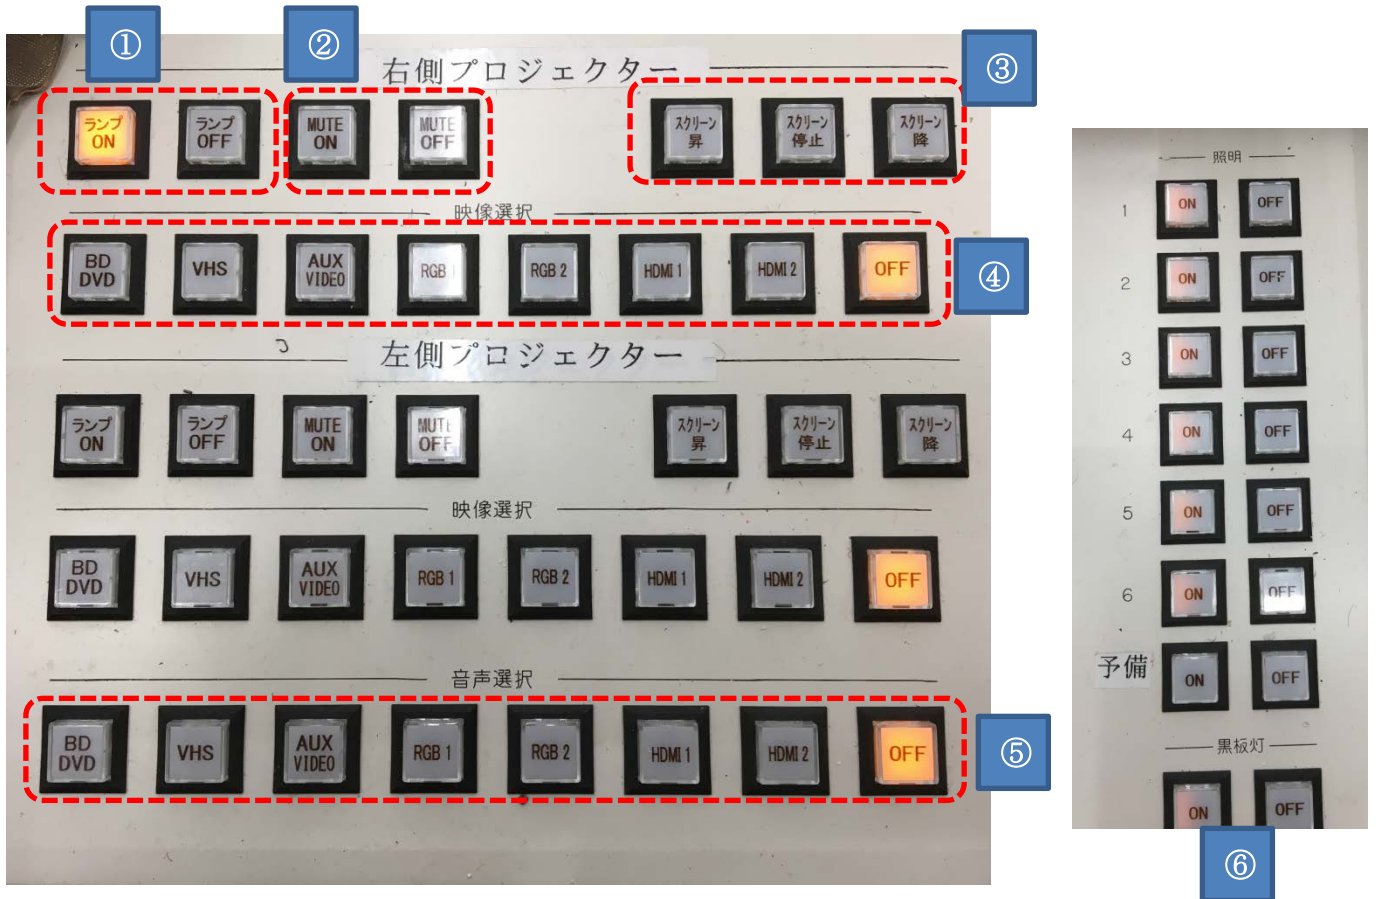 ① ② ③
右側プロジェクター
ランプ ON ランプ OFF MUTE ON MUTE OFF スクリーン 昇 スクリーン 停止 スクリーン 降
映像選択
BD DVD VHS AUX VIDEO RGB 1 RGB 2 HDMI 1 HDMI 2 OFF ④
左側プロジェクター
ランプ ON ランプ OFF MUTE ON MUTE OFF スクリーン 昇 スクリーン 停止 スクリーン 降
映像選択
BD DVD VHS AUX VIDEO RGB 1 RGB 2 HDMI 1 HDMI 2 OFF
音声選択
BD DVD VHS AUX VIDEO RGB 1 RGB 2 HDMI 1 HDMI 2 OFF ⑤
照明
1 ON OFF
2 ON OFF
3 ON OFF
4 ON OFF
5 ON OFF
6 ON OFF
予備 ON OFF
黒板灯
ON OFF
⑥